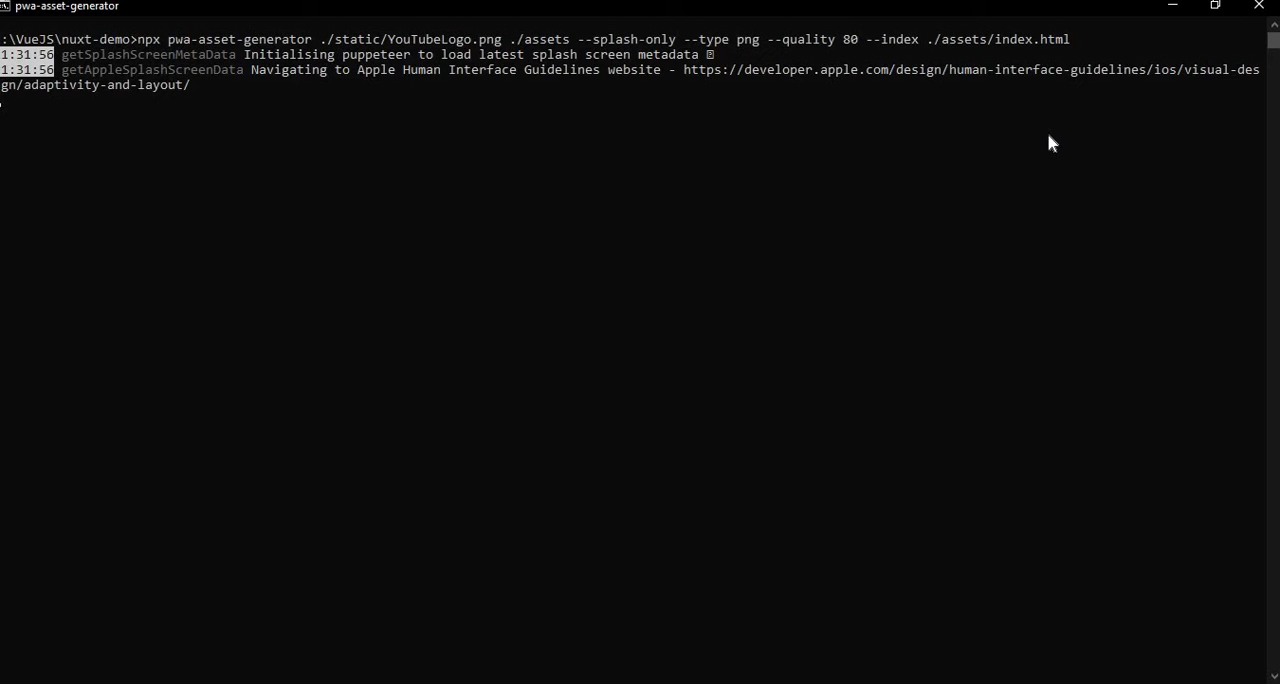 pwa-asset-generator
:\VueJS\nuxt-demo>npx pwa-asset-generator ./static/YouTubeLogo.png ./assets --splash-only --type png --quality 80 --index ./assets/index.html
1:31:56 getSplashScreenMetaData Initialising puppeteer to load latest splash screen metadata
1:31:56 getAppleSplashScreenData Navigating to Apple Human Interface Guidelines website - https://developer.apple.com/design/human-interface-guidelines/ios/visual-des
gn/adaptivity-and-layout/